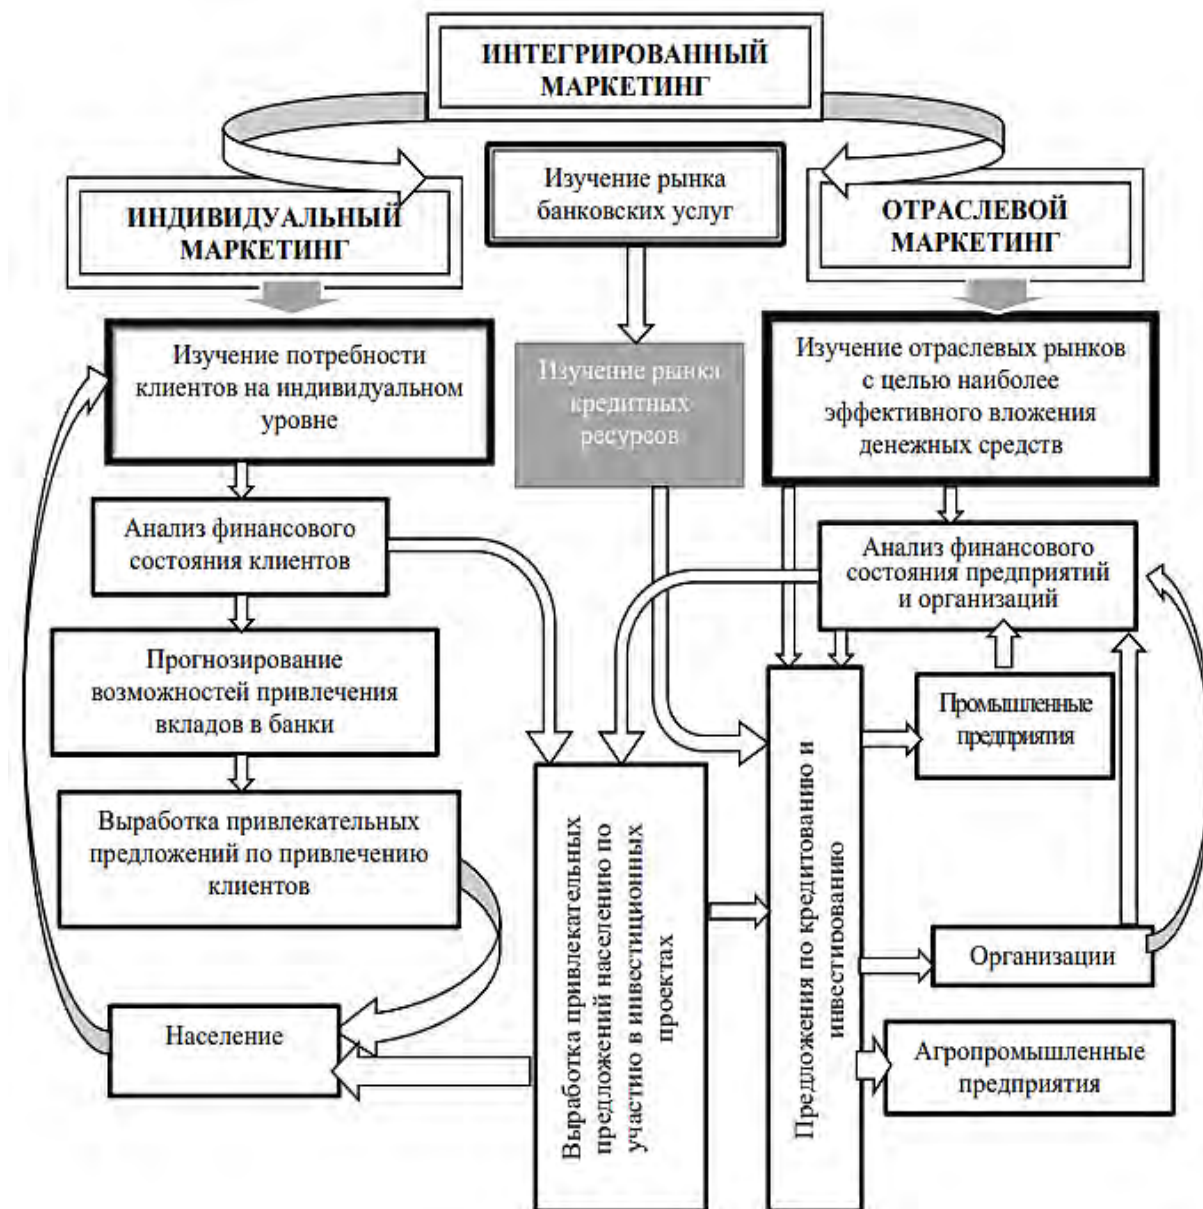 ИНТЕГРИРОВАННЫЙ
МАРКЕТИНГ
ИНДИВИДУАЛЬНЫЙ
МАРКЕТИНГ
Изучение рынка
банковских услуг
ОТРАСЛЕВОЙ
МАРКЕТИНГ
Изучение потребности
клиентов на индивидуальном
уровне
Изучение рынка
кредитных
ресурсов
Изучение отраслевых рынков
с целью наиболее
эффективного вложения
денежных средств
Анализ финансового
состояния клиентов
Анализ финансового
состояния предприятий
и организаций
Прогнозирование
возможностей привлечения
вкладов в банки
Промышленные
предприятия
Выработка привлекательных
предложений по привлечению
клиентов
Выработка привлекательных
предложений населению по
участию в инвестиционных
проектах
Предложения по кредитованию и
инвестированию
Организации
Население
Агропромышленные
предприятия